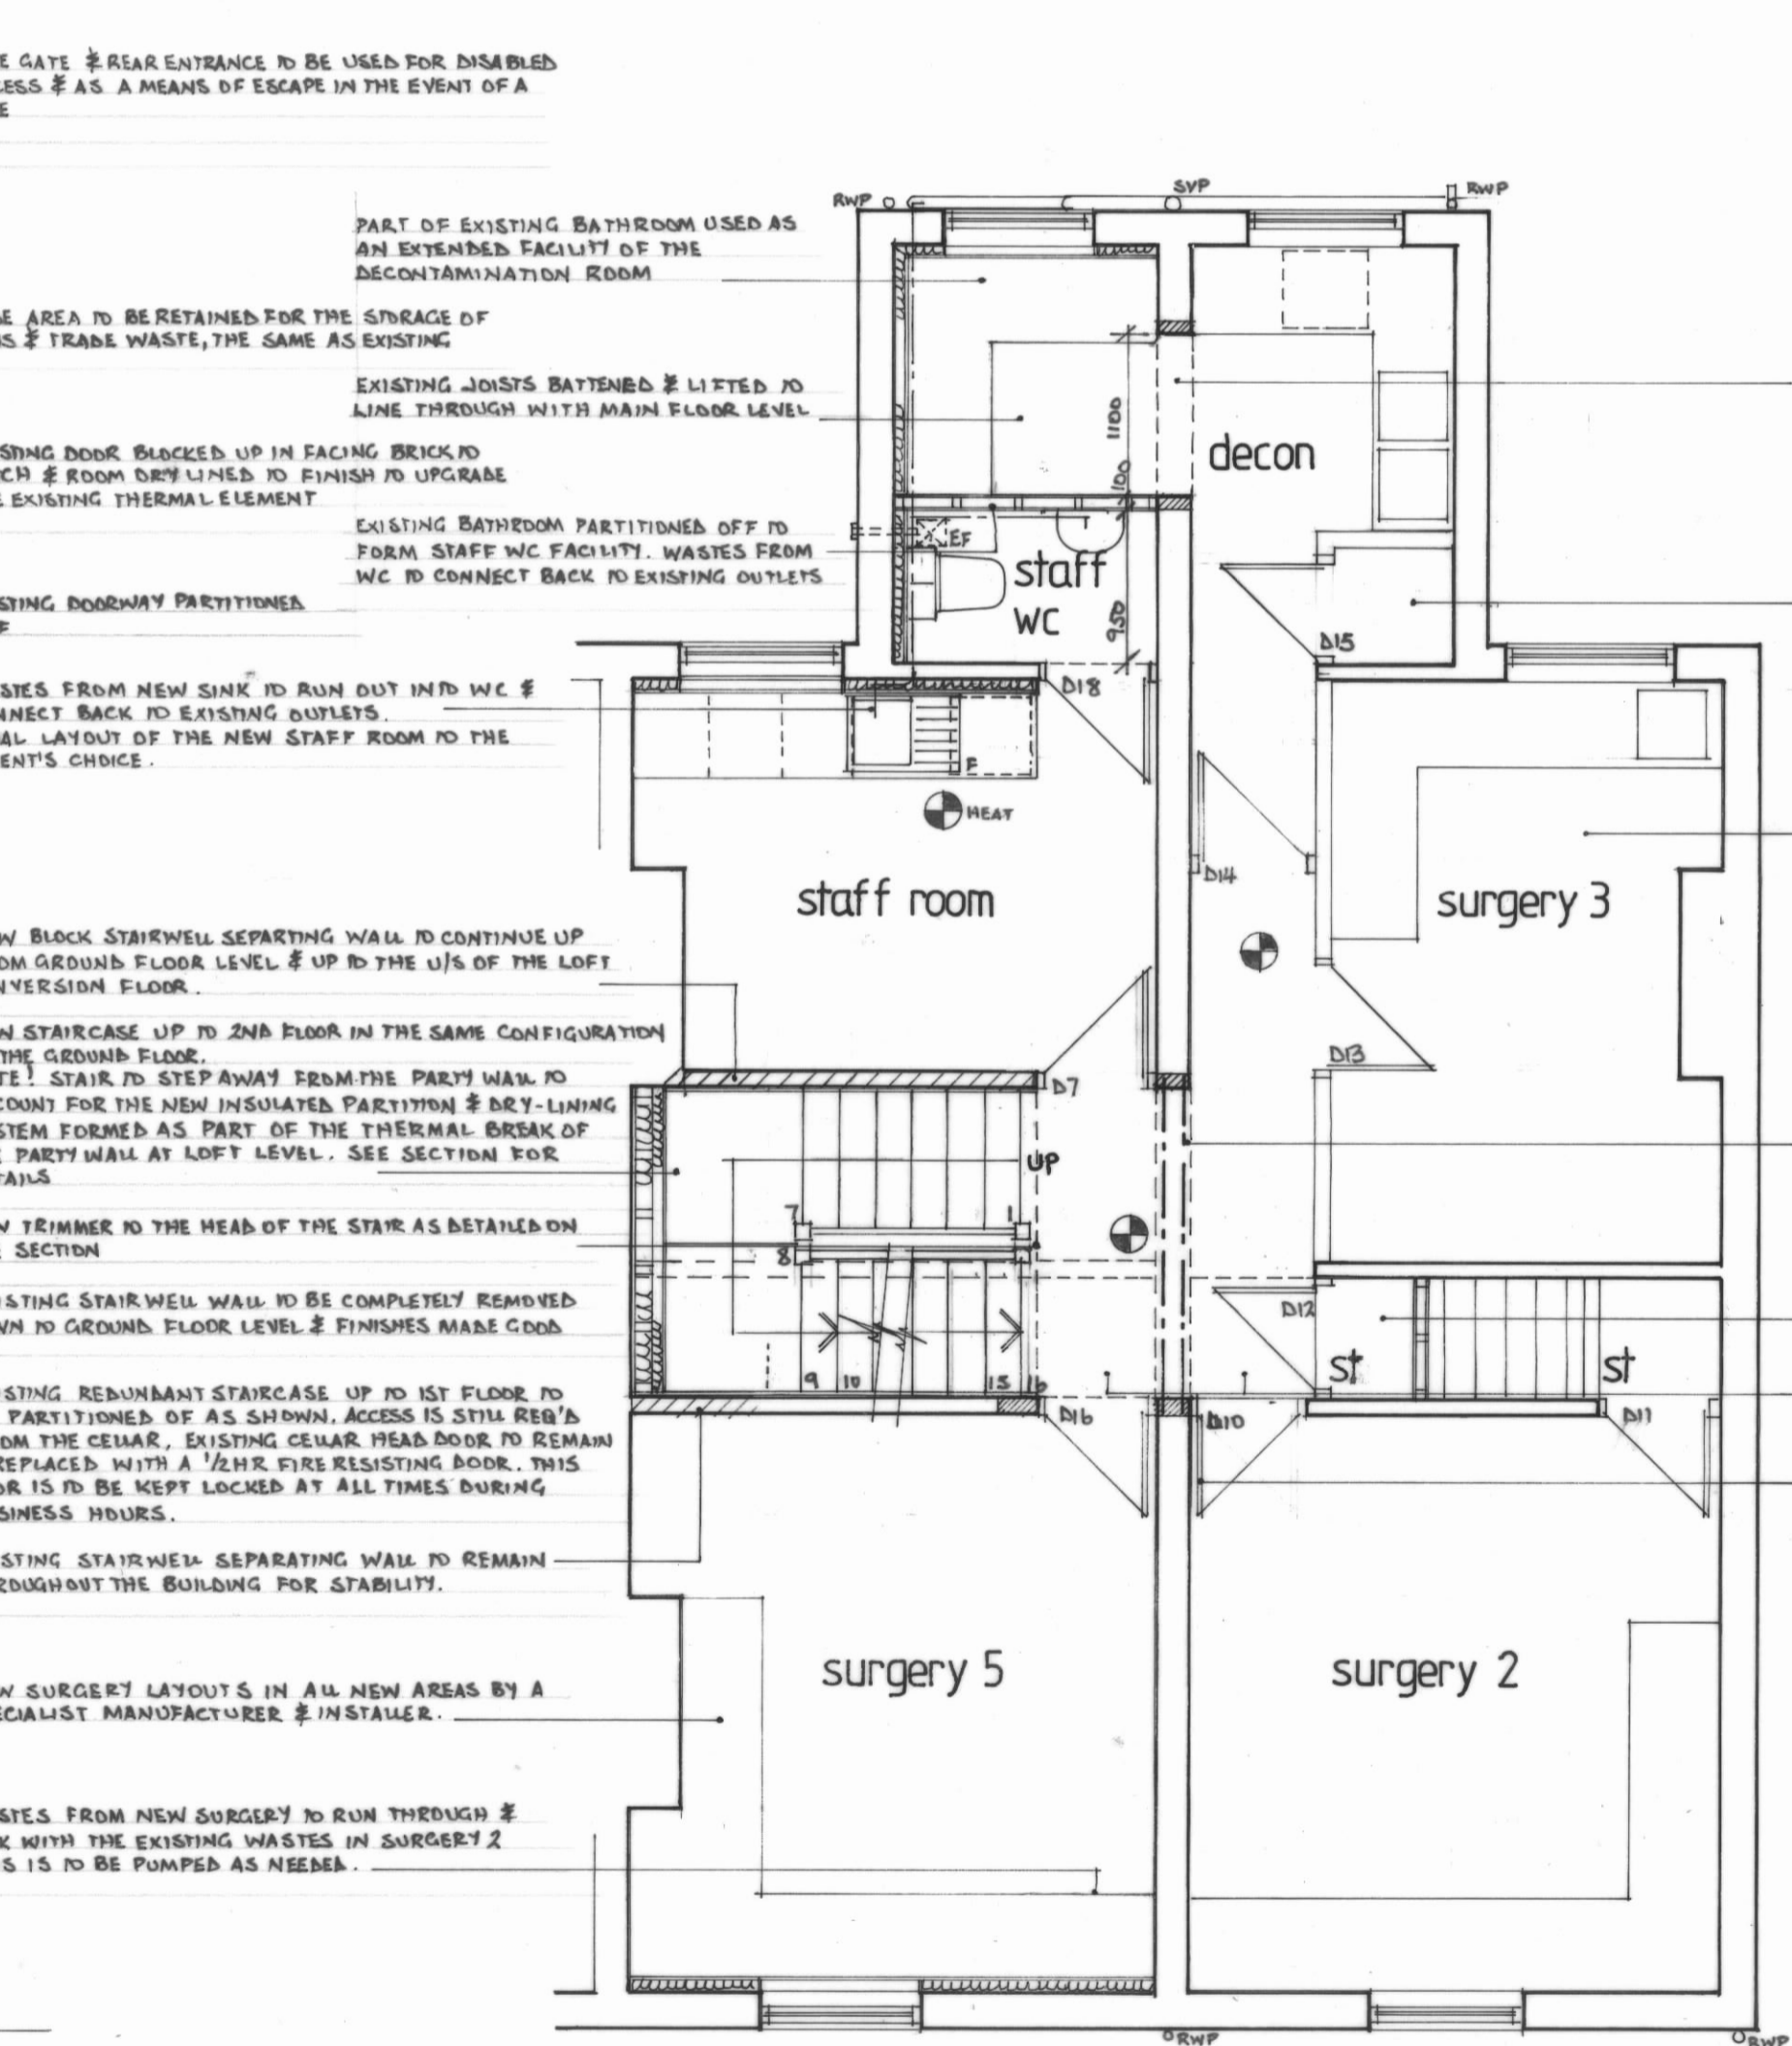 E GATE & REAR ENTRANCE TO BE USED FOR DISABLED
CESS & AS A MEANS OF ESCAPE IN THE EVENT OF A
E
RWP
SVP
RWP
PART OF EXISTING BATHROOM USED AS
AN EXTENDED FACILITY OF THE
DECONTAMINATION ROOM
SE AREA TO BE RETAINED FOR THE STORAGE OF
S & TRADE WASTE, THE SAME AS EXISTING
EXISTING JOISTS BATTENED & LIFTED TO
LINE THROUGH WITH MAIN FLOOR LEVEL
1100
decon
STING DOOR BLOCKED UP IN FACING BRICK TO
CH & ROOM DRY LINED TO FINISH TO UPGRADE
E EXISTING THERMAL ELEMENT
100
EXISTING BATHROOM PARTITIONED OFF TO
FORM STAFF WC FACILITY. WASTES FROM
WC TO CONNECT BACK TO EXISTING OUTLETS
EF
staff
WC
950
STING DOORWAY PARTITIONED
F
D15
STES FROM NEW SINK TO RUN OUT INTO WC &
NNECT BACK TO EXISTING OUTLETS.
AL LAYOUT OF THE NEW STAFF ROOM TO THE
ENT'S CHOICE.
D18
F
HEAT
D14
staff room
surgery 3
W BLOCK STAIRWELL SEPARTING WALL TO CONTINUE UP
OM GROUND FLOOR LEVEL & UP TO THE U/S OF THE LOFT
NVERSION FLOOR.
W STAIRCASE UP TO 2ND FLOOR IN THE SAME CONFIGURATION
THE GROUND FLOOR.
TE! STAIR TO STEP AWAY FROM THE PARTY WALL TO
COUNT FOR THE NEW INSULATED PARTITION & DRY-LINING
STEM FORMED AS PART OF THE THERMAL BREAK OF
E PARTY WALL AT LOFT LEVEL. SEE SECTION FOR
TAILS
D13
D7
UP
W TRIMMER TO THE HEAD OF THE STAIR AS DETAILED ON
E SECTION
7
1
8
ISTING STAIRWELL WALL TO BE COMPLETELY REMOVED
WN TO GROUND FLOOR LEVEL & FINISHES MADE GOOD
D12
st
st
9
10
15
16
ISTING REDUNDANT STAIRCASE UP TO 1ST FLOOR TO
PARTITIONED OF AS SHOWN. ACCESS IS STILL REQ'D
OM THE CELLAR, EXISTING CELLAR HEAD DOOR TO REMAIN
REPLACED WITH A 1/2HR FIRE RESISTING DOOR. THIS
OR IS TO BE KEPT LOCKED AT ALL TIMES DURING
SINESS HOURS.
D16
D10
D11
STING STAIRWELL SEPARATING WALL TO REMAIN
ROUGHOUT THE BUILDING FOR STABILITY.
surgery 5
surgery 2
W SURGERY LAYOUTS IN ALL NEW AREAS BY A
ECIALIST MANUFACTURER & INSTALLER.
STES FROM NEW SURGERY TO RUN THROUGH &
K WITH THE EXISTING WASTES IN SURGERY 2
S IS TO BE PUMPED AS NEEDED.
RWP
RWP